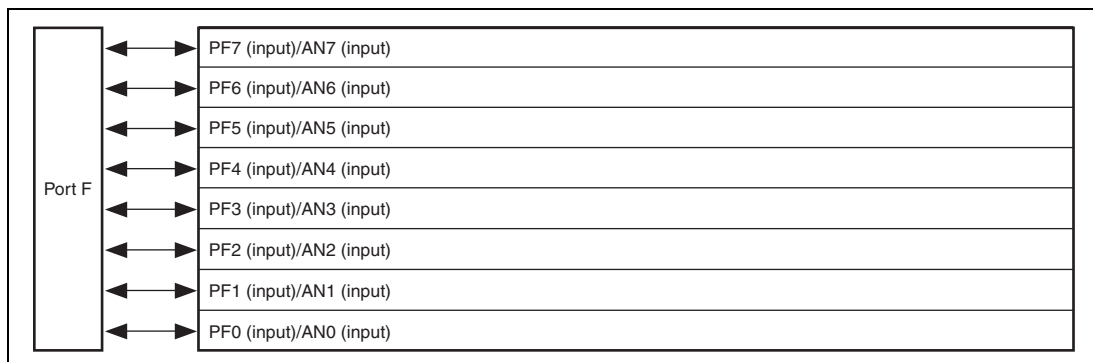 Port F
PF7 (input)/AN7 (input)
PF6 (input)/AN6 (input)
PF5 (input)/AN5 (input)
PF4 (input)/AN4 (input)
PF3 (input)/AN3 (input)
PF2 (input)/AN2 (input)
PF1 (input)/AN1 (input)
PF0 (input)/AN0 (input)